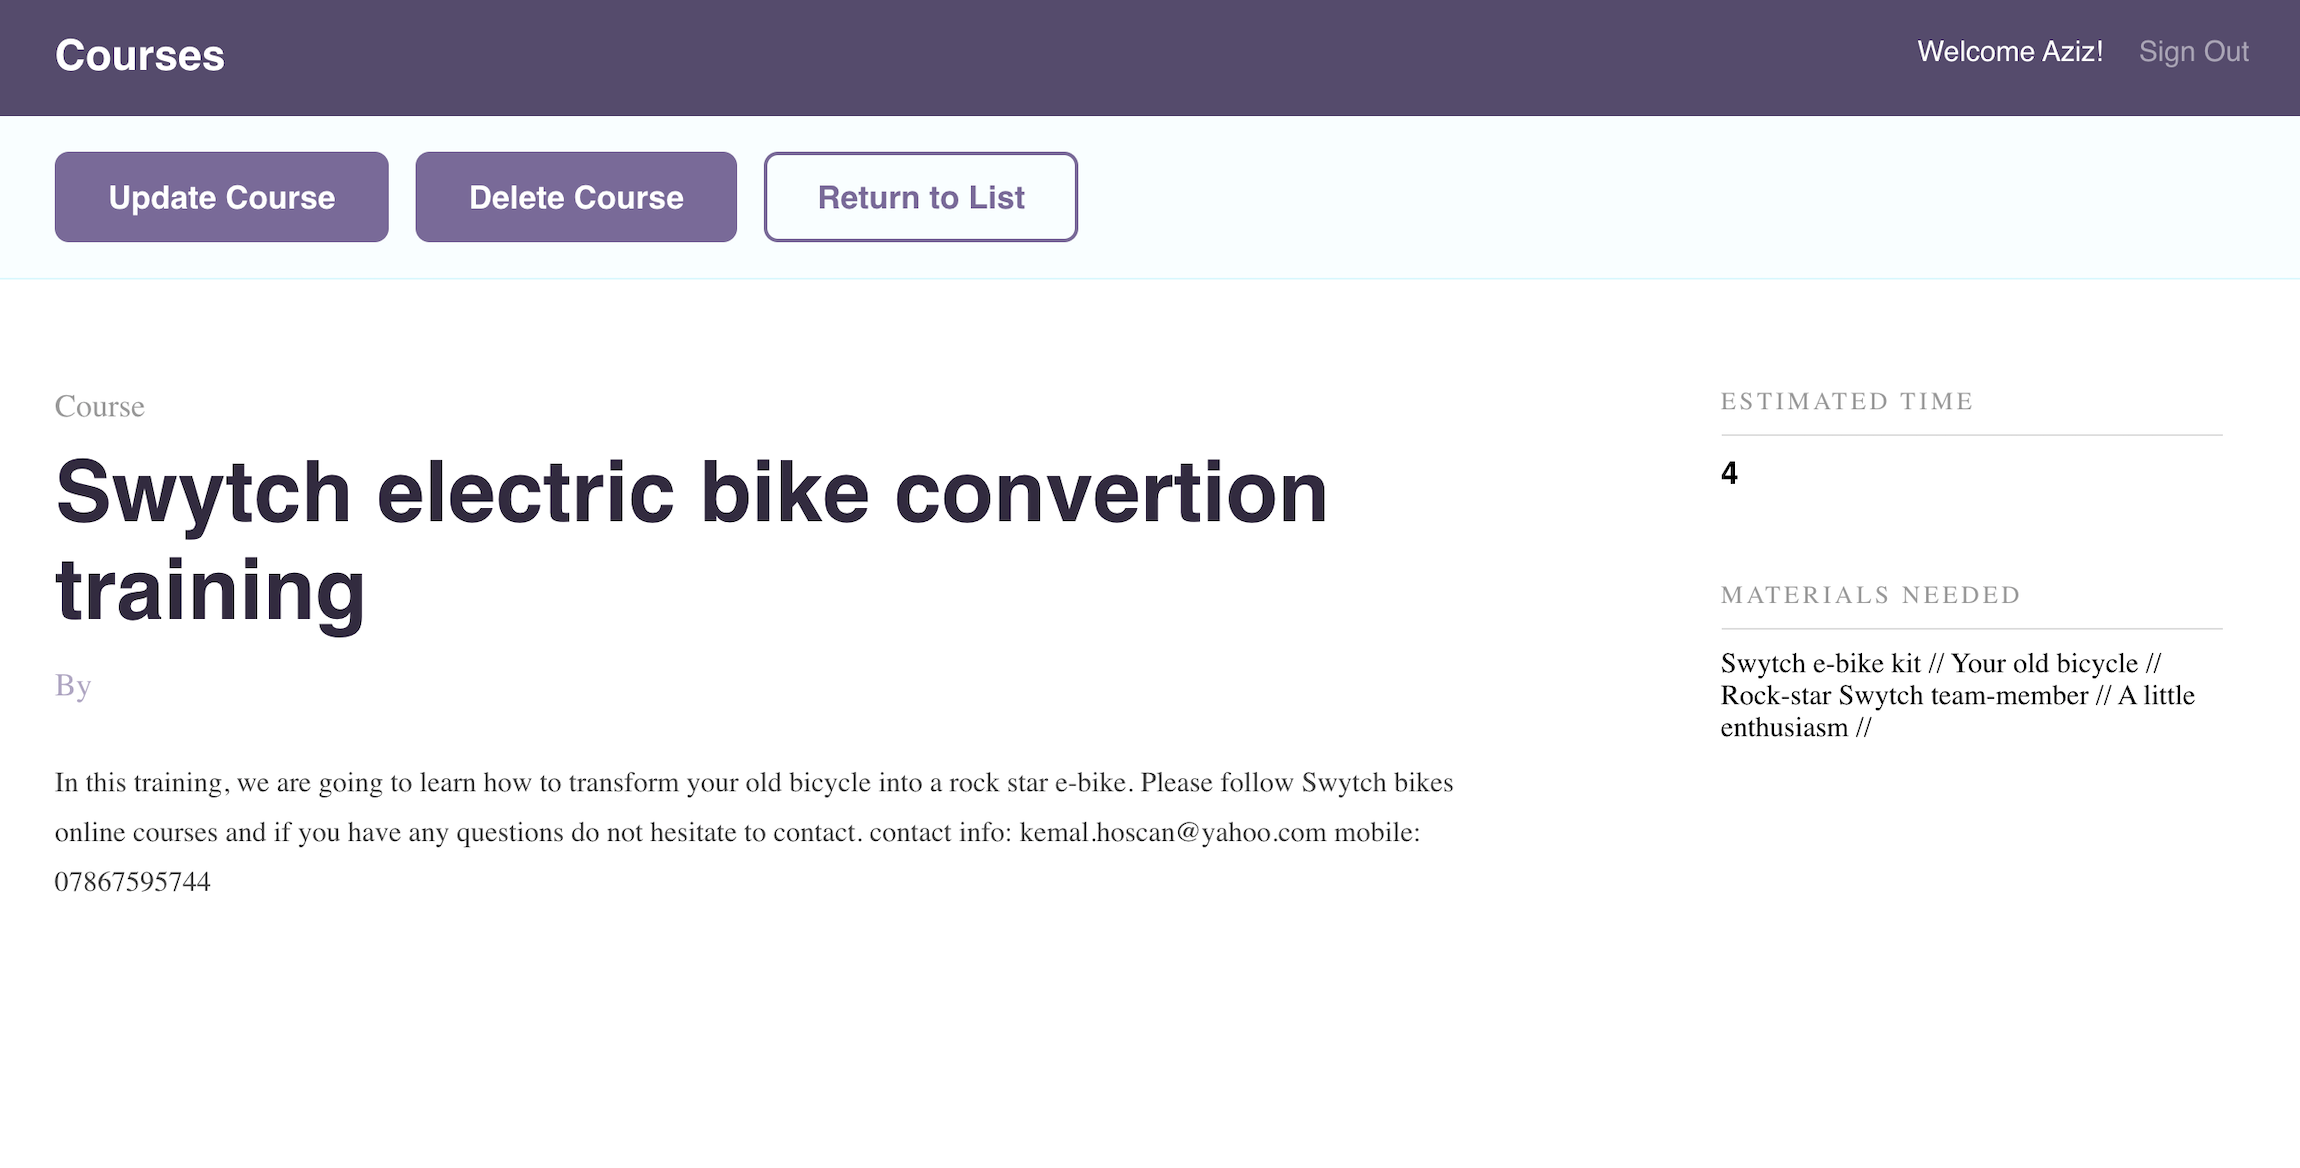 Courses
Welcome Aziz! Sign Out
Update Course Delete Course Return to List
Course
Swytch electric bike convertion
training
By
In this training, we are going to learn how to transform your old bicycle into a rock star e-bike. Please follow Swytch bikes
online courses and if you have any questions do not hesitate to contact. contact info: kemal.hoscan@yahoo.com mobile:
07867595744
ESTIMATED TIME
4
MATERIALS NEEDED
Swytch e-bike kit // Your old bicycle //
Rock-star Swytch team-member // A little
enthusiasm //